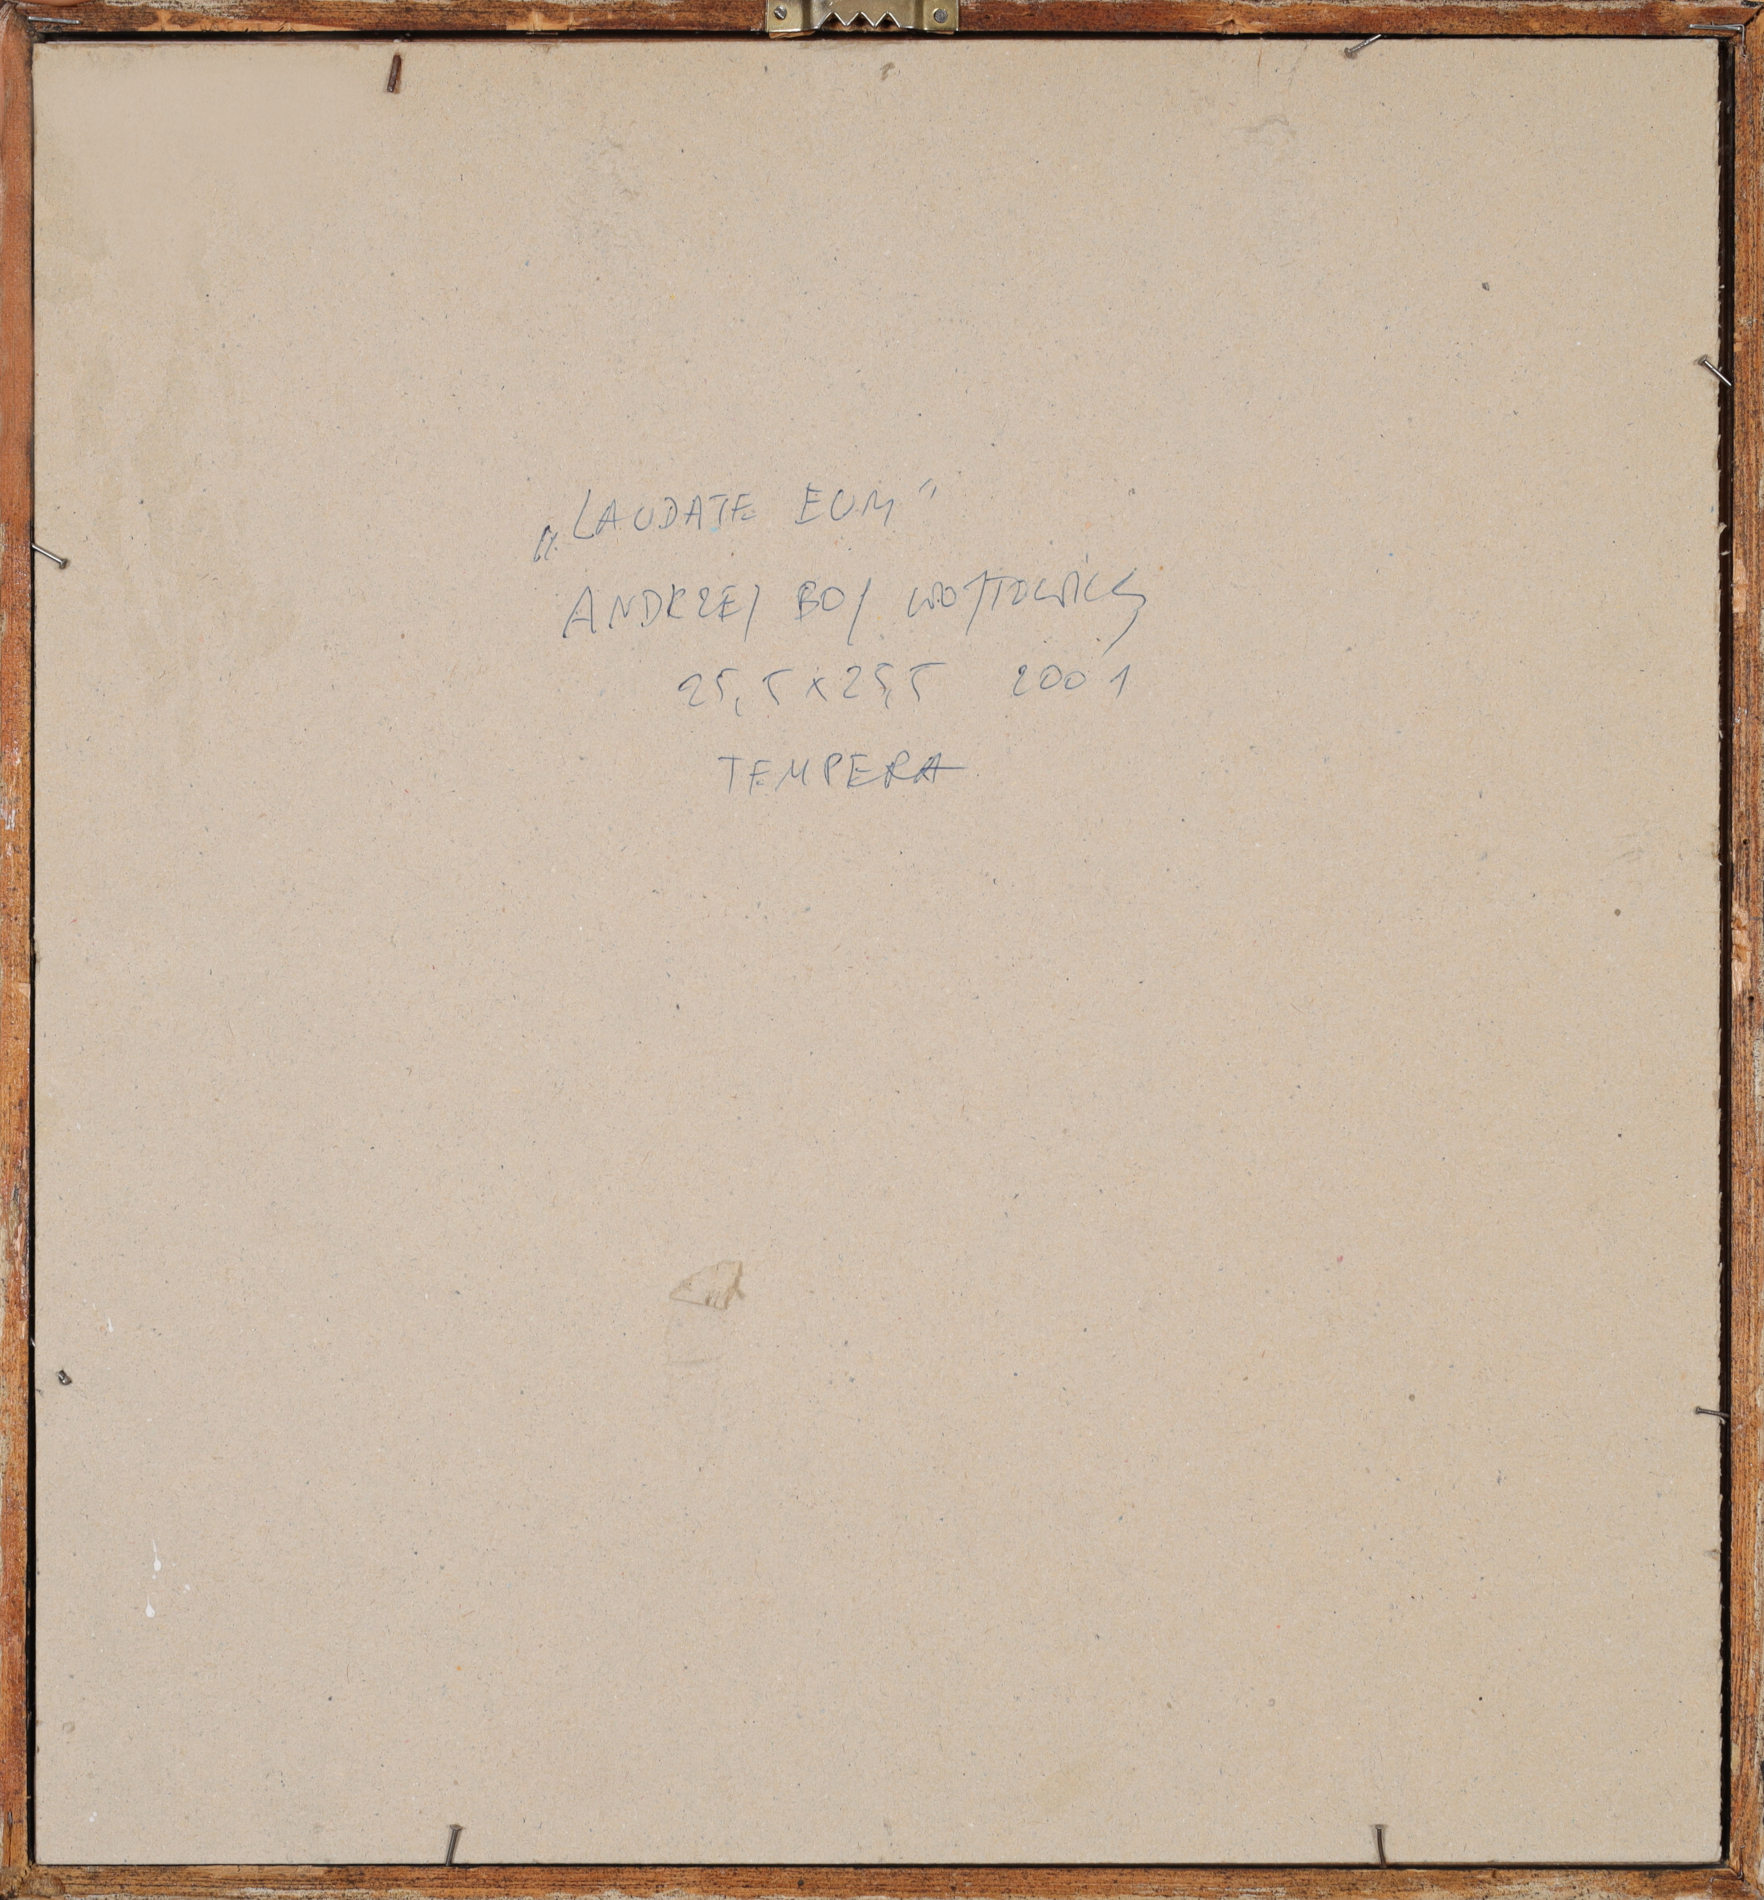 „LAUDATE EUM”
ANDRZEJ BOJ WOJTOWICZ
25,5 x 25,5 2001
TEMPERA